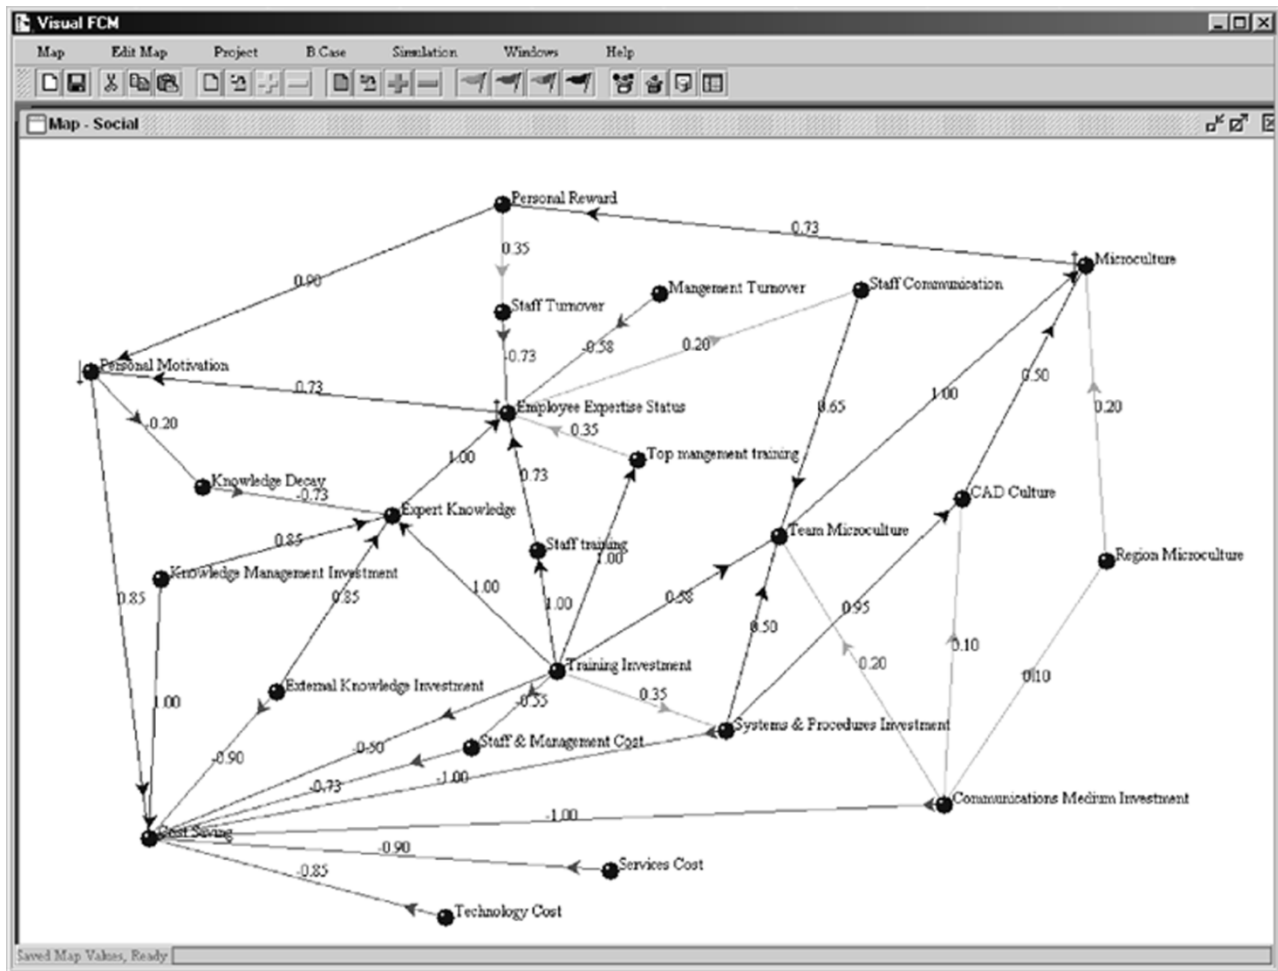 Visual FCM
Map Edit Map Project B.Case Simulation Windows Help
Map - Social
Personal Reward
0.73
0.35
Microculture
0.90
Mangement Turnover
Staff Communication
Staff Turnover
-0.58
0.20
-0.73
Personal Motivation
0.73
0.50
1.00
Employee Expertise Status
0.65
0.20
-0.20
0.35
1.00
Top mangement training
0.73
Knowledge Decay
-0.73
CAD Culture
Expert Knowledge
Team Microculture
0.85
Staff training
1.00
Region Microculture
Knowledge Management Investment
1.00
0.85
0.85
1.00
0.58
0.95
0.50
0.10
Training Investment
0.20
0.10
External Knowledge Investment
0.35
1.00
-0.55
Systems & Procedures Investment
-0.50
Staff & Management Cost
-0.90
-1.00
-0.73
Communications Medium Investment
-1.00
Cost Saving
-0.90
Services Cost
-0.85
Technology Cost
Saved Map Values, Ready